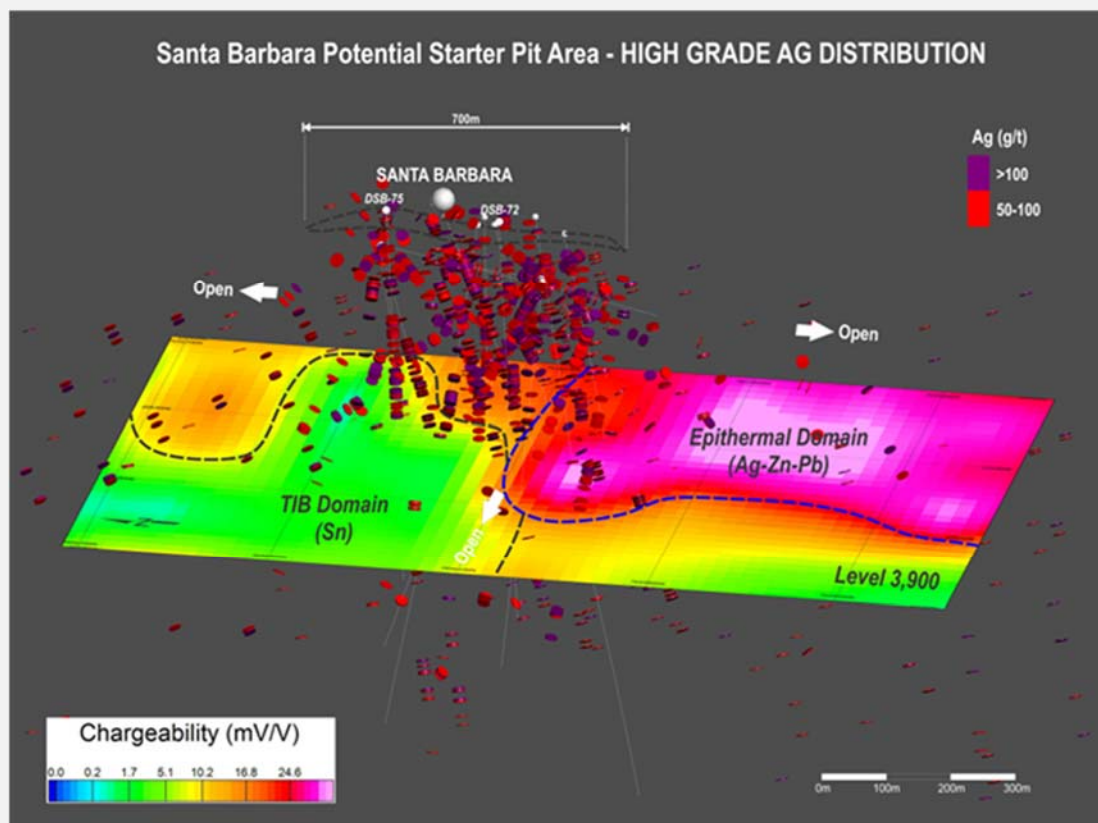 Santa Barbara Potential Starter Pit Area - HIGH GRADE AG DISTRIBUTION
700m
Ag (g/t)
>100
50-100
SANTA BARBARA
DSB-75
DSB-72
Open
Open
Epithermal Domain
(Ag-Zn-Pb)
TIB Domain
(Sn)
Open
Level 3,900
Chargeability (mV/V)
0.0 0.2 1.7 5.1 10.2 16.8 24.6
0m 100m 200m 300m